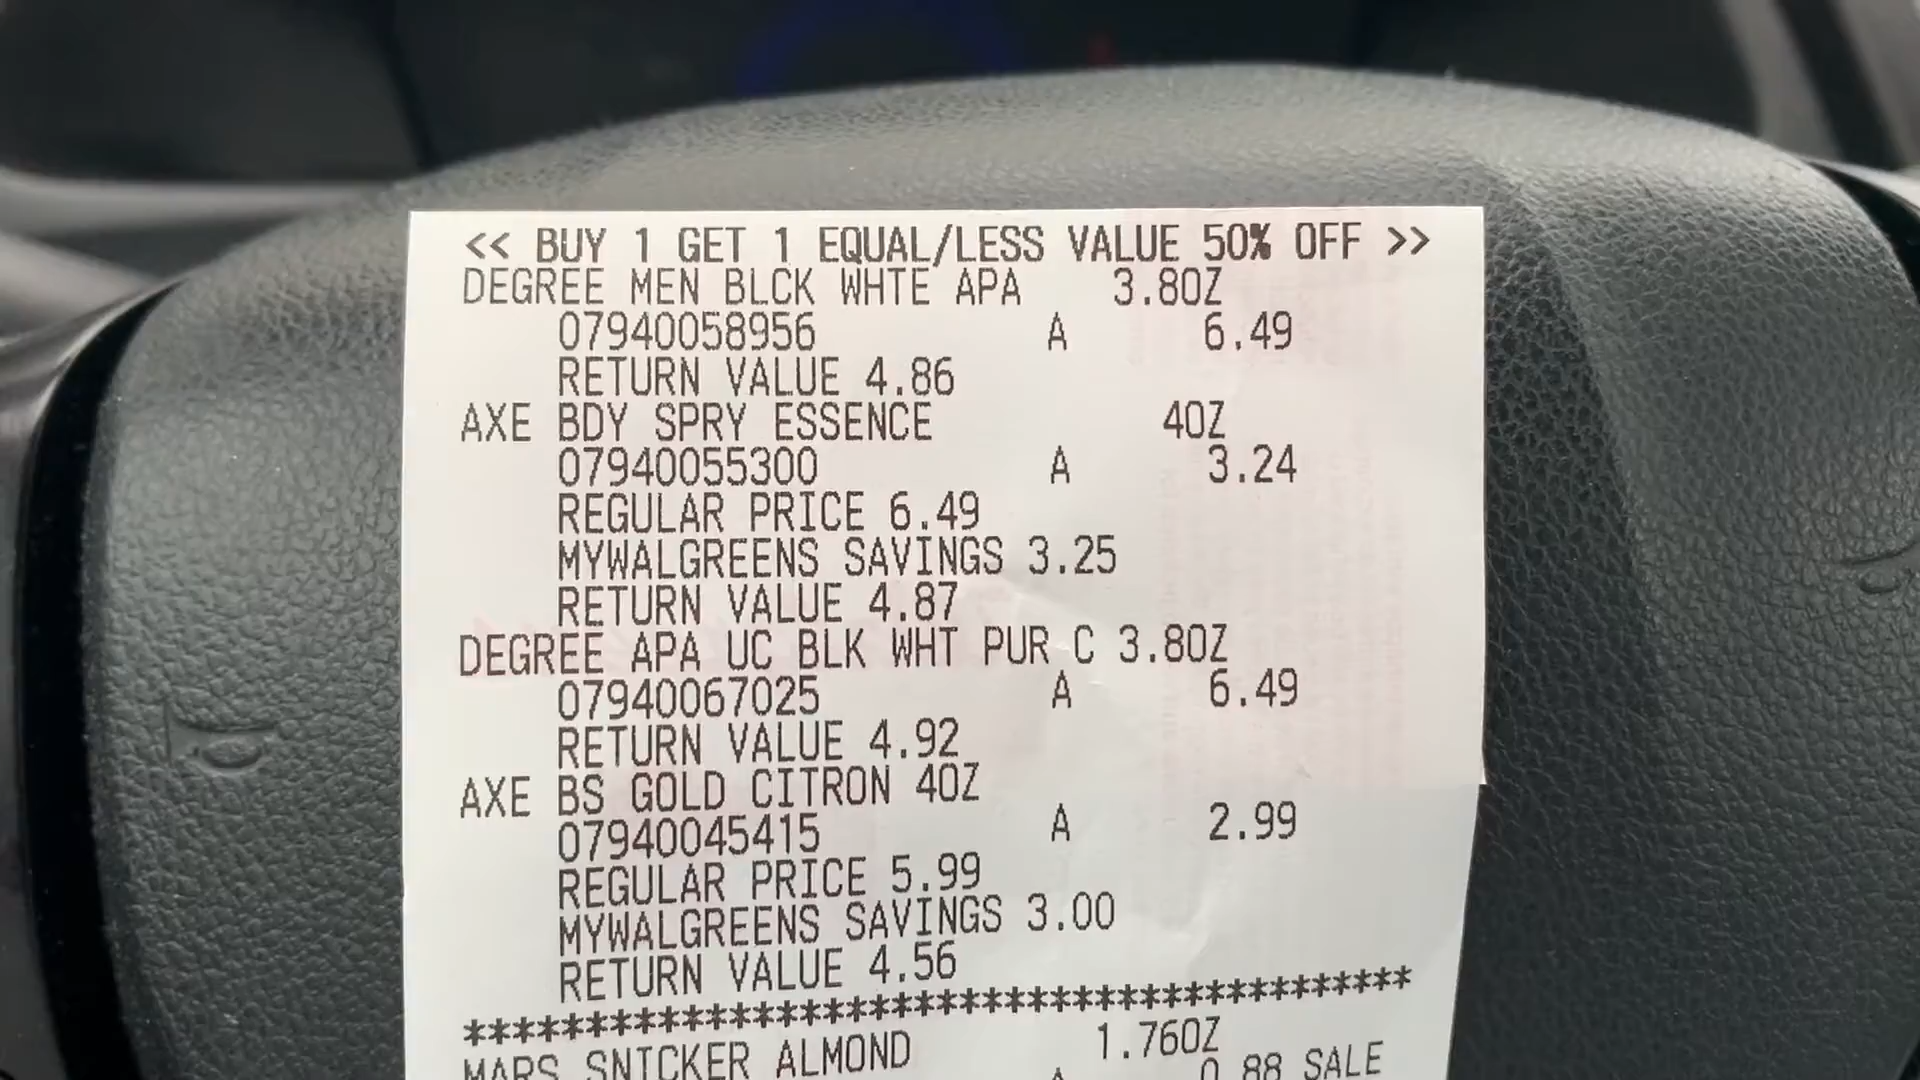 << BUY 1 GET 1 EQUAL/LESS VALUE 50% OFF >>
DEGREE MEN BLCK WHTE APA 3.8OZ
07940058956 A 6.49
RETURN VALUE 4.86
AXE BDY SPRY ESSENCE 4OZ
07940055300 A 3.24
REGULAR PRICE 6.49
MYWALGREENS SAVINGS 3.25
RETURN VALUE 4.87
DEGREE APA UC BLK WHT PUR C 3.8OZ
07940067025 A 6.49
RETURN VALUE 4.92
AXE BS GOLD CITRON 4OZ
07940045415 A 2.99
REGULAR PRICE 5.99
MYWALGREENS SAVINGS 3.00
RETURN VALUE 4.56
***************************************
MARS SNICKER ALMOND 1.76OZ
A 0.88 SALE